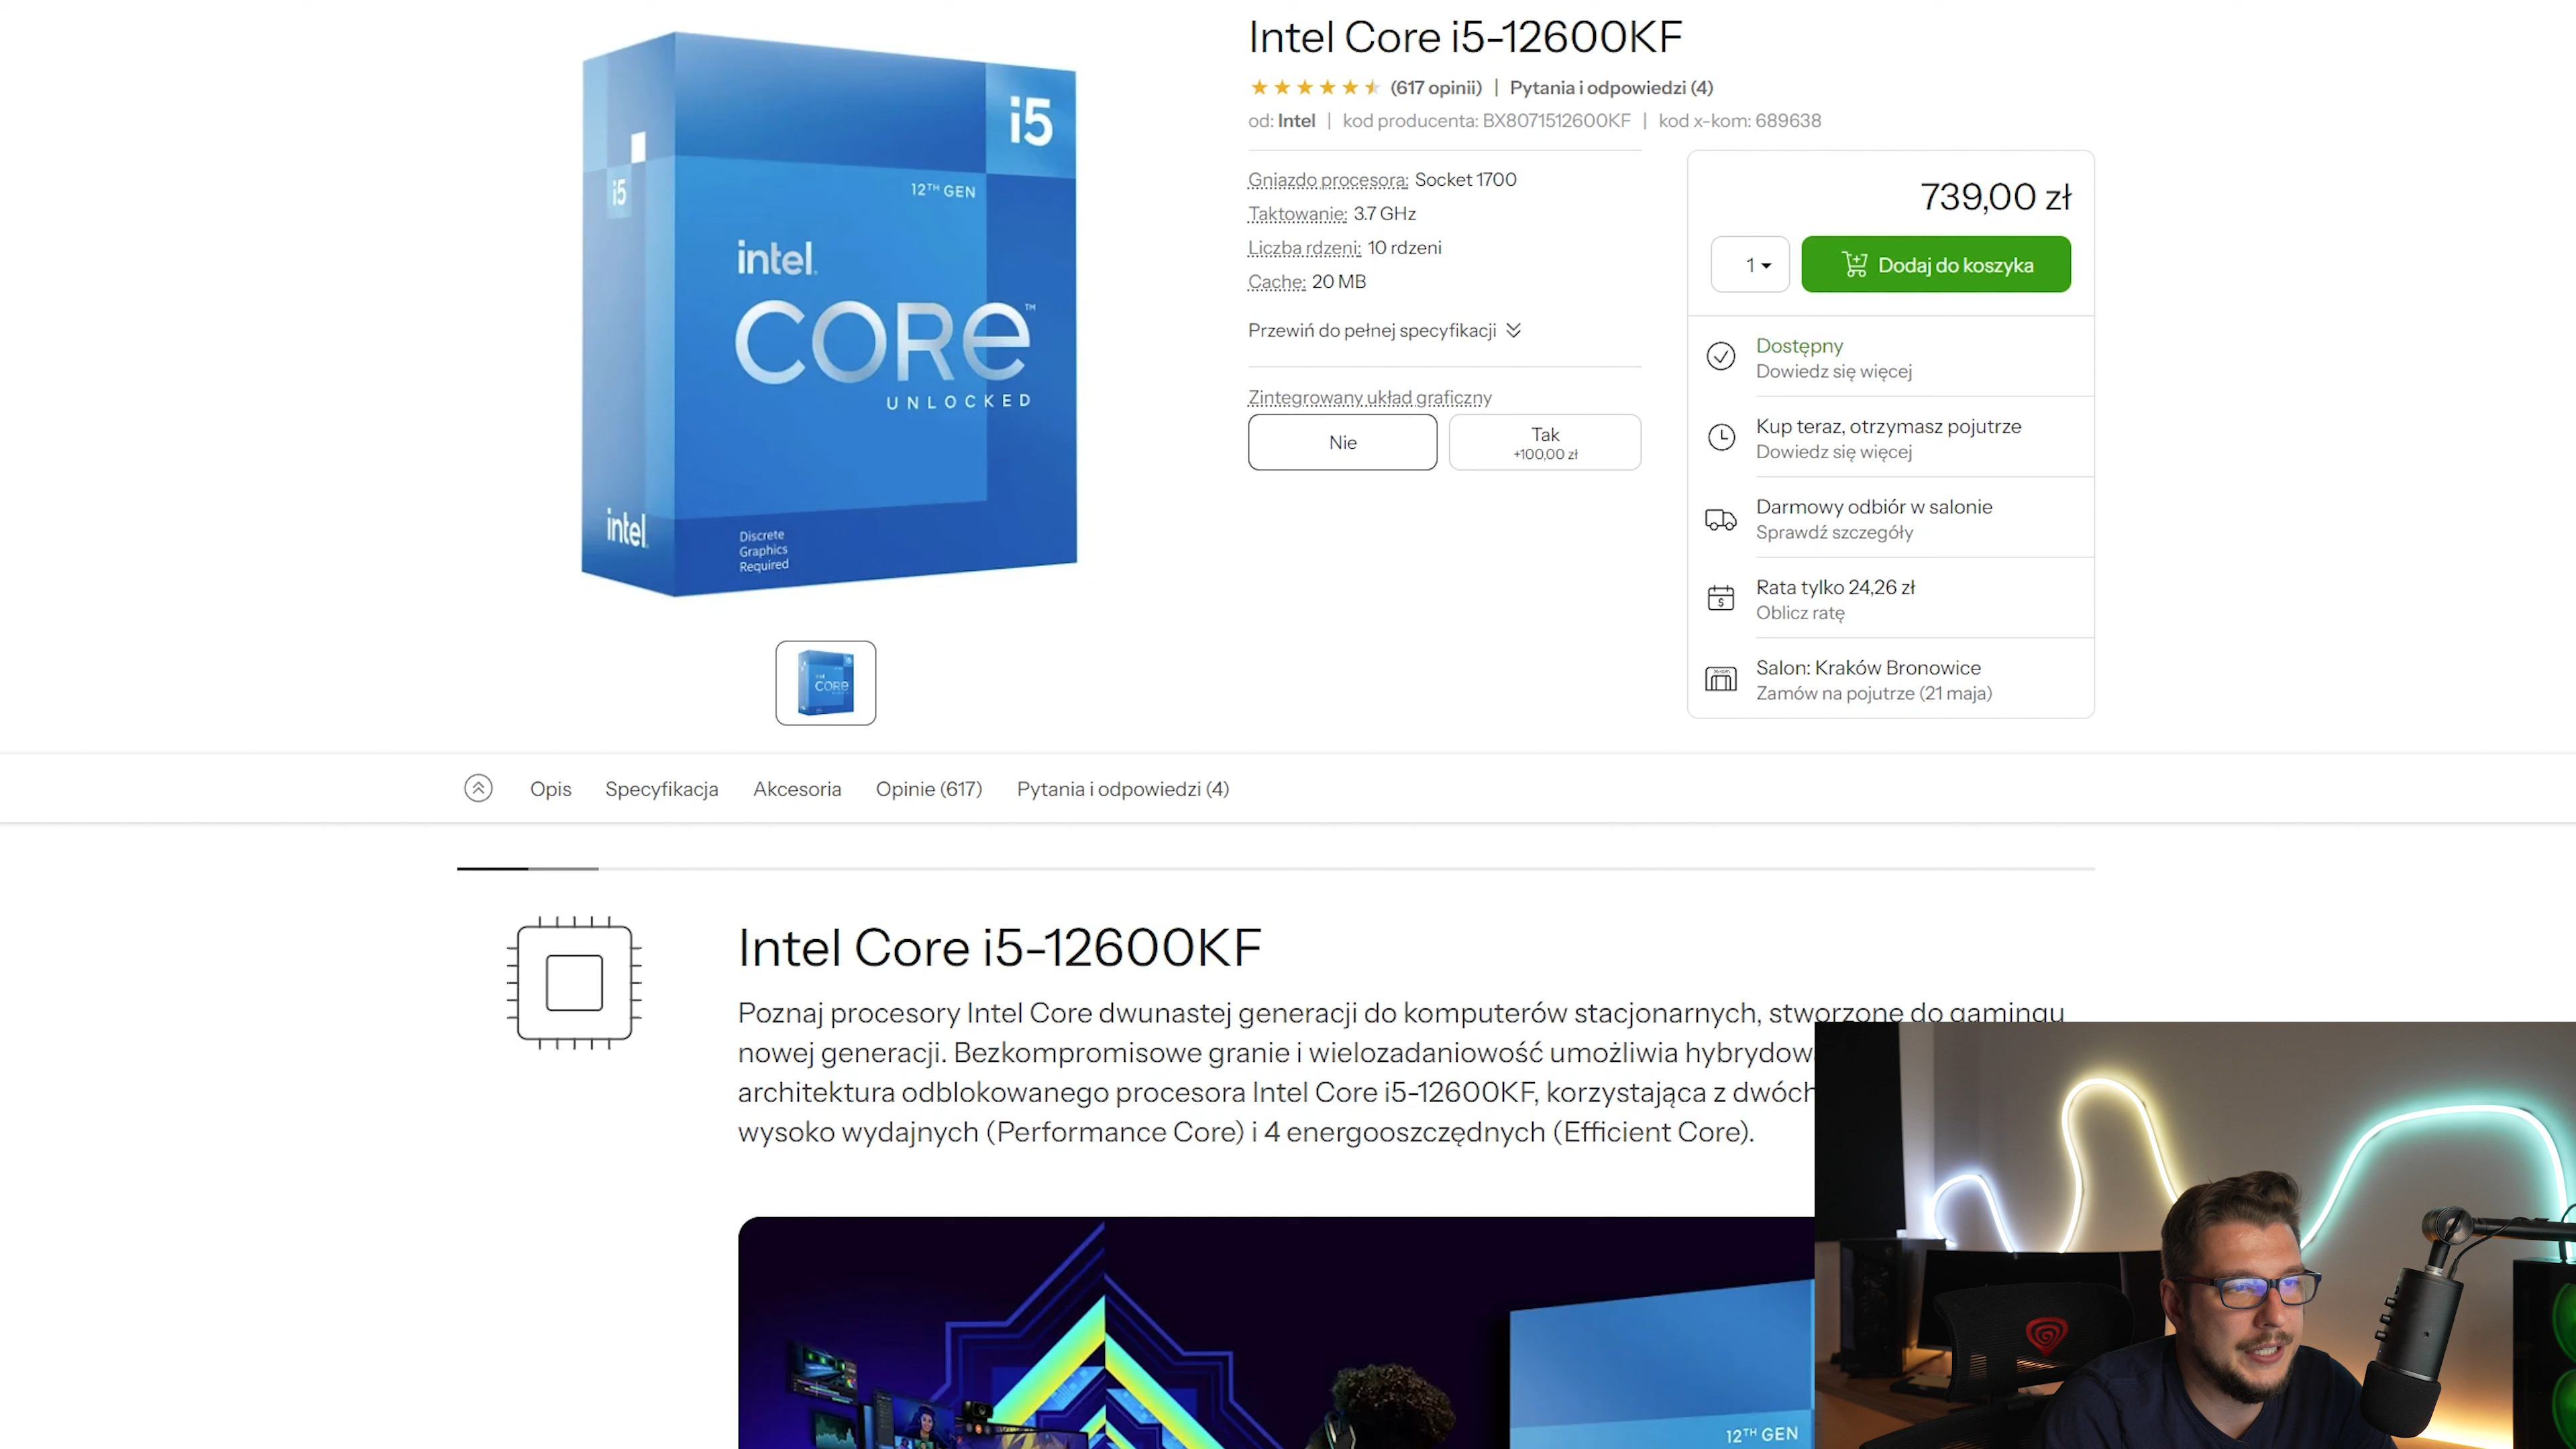 Intel Core i5-12600KF
(617 opinii) | Pytania i odpowiedzi (4)
od: Intel | kod producenta: BX8071512600KF | kod x-kom: 689638
i5
12TH GEN
i5
intel.
CORE™
UNLOCKED
intel.
Discrete
Graphics
Required
Gniazdo procesora: Socket 1700
Taktowanie: 3.7 GHz
Liczba rdzeni: 10 rdzeni
Cache: 20 MB
Przewiń do pełnej specyfikacji
Zintegrowany układ graficzny
Nie
Tak
+100,00 zł
739,00 zł
1
Dodaj do koszyka
Dostępny
Dowiedz się więcej
Kup teraz, otrzymasz pojutrze
Dowiedz się więcej
Darmowy odbiór w salonie
Sprawdź szczegóły
Rata tylko 24,26 zł
Oblicz ratę
Salon: Kraków Bronowice
Zamów na pojutrze (21 maja)
CORE
Opis Specyfikacja Akcesoria Opinie (617) Pytania i odpowiedzi (4)
Intel Core i5-12600KF
Poznaj procesory Intel Core dwunastej generacji do komputerów stacjonarnych, stworzone do gamingu
nowej generacji. Bezkompromisowe granie i wielozadaniowość umożliwia hybrydow
architektura odblokowanego procesora Intel Core i5-12600KF, korzystająca z dwóch
wysoko wydajnych (Performance Core) i 4 energooszczędnych (Efficient Core).
12TH GEN